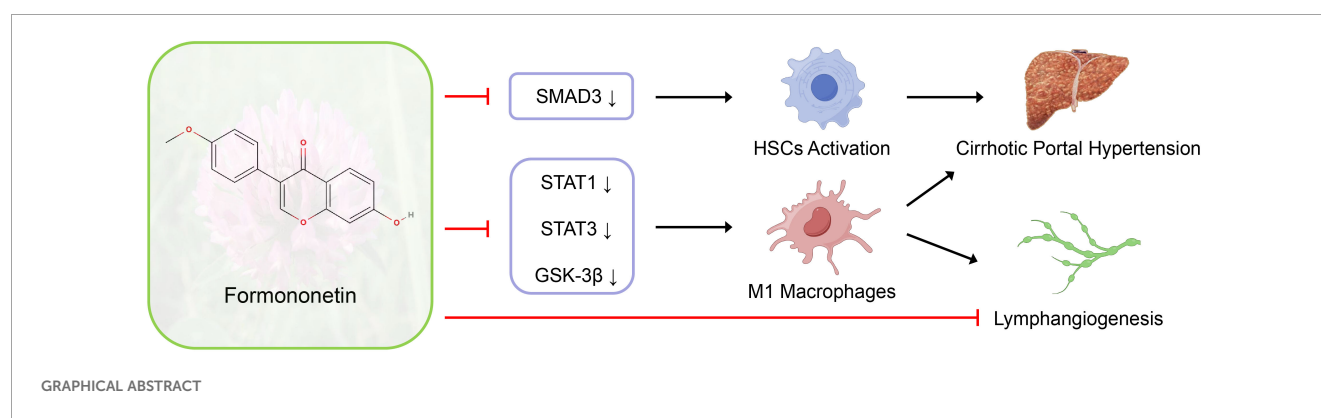 O
O
O
O
H
Formononetin
SMAD3 ↓
STAT1 ↓
STAT3 ↓
GSK-3β ↓
HSCs Activation
M1 Macrophages
Cirrhotic Portal Hypertension
Lymphangiogenesis
GRAPHICAL ABSTRACT